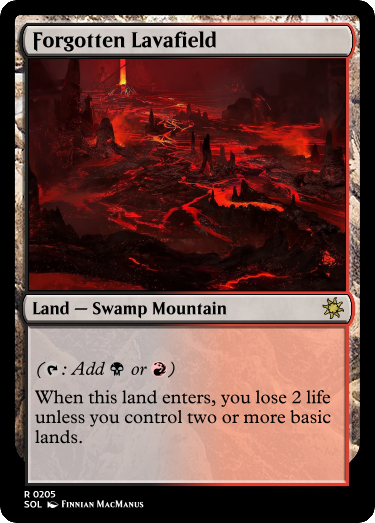 Forgotten Lavafield
Land — Swamp Mountain
( : Add or )
When this land enters, you lose 2 life
unless you control two or more basic
lands.
R 0205
SOL Finnian MacManus